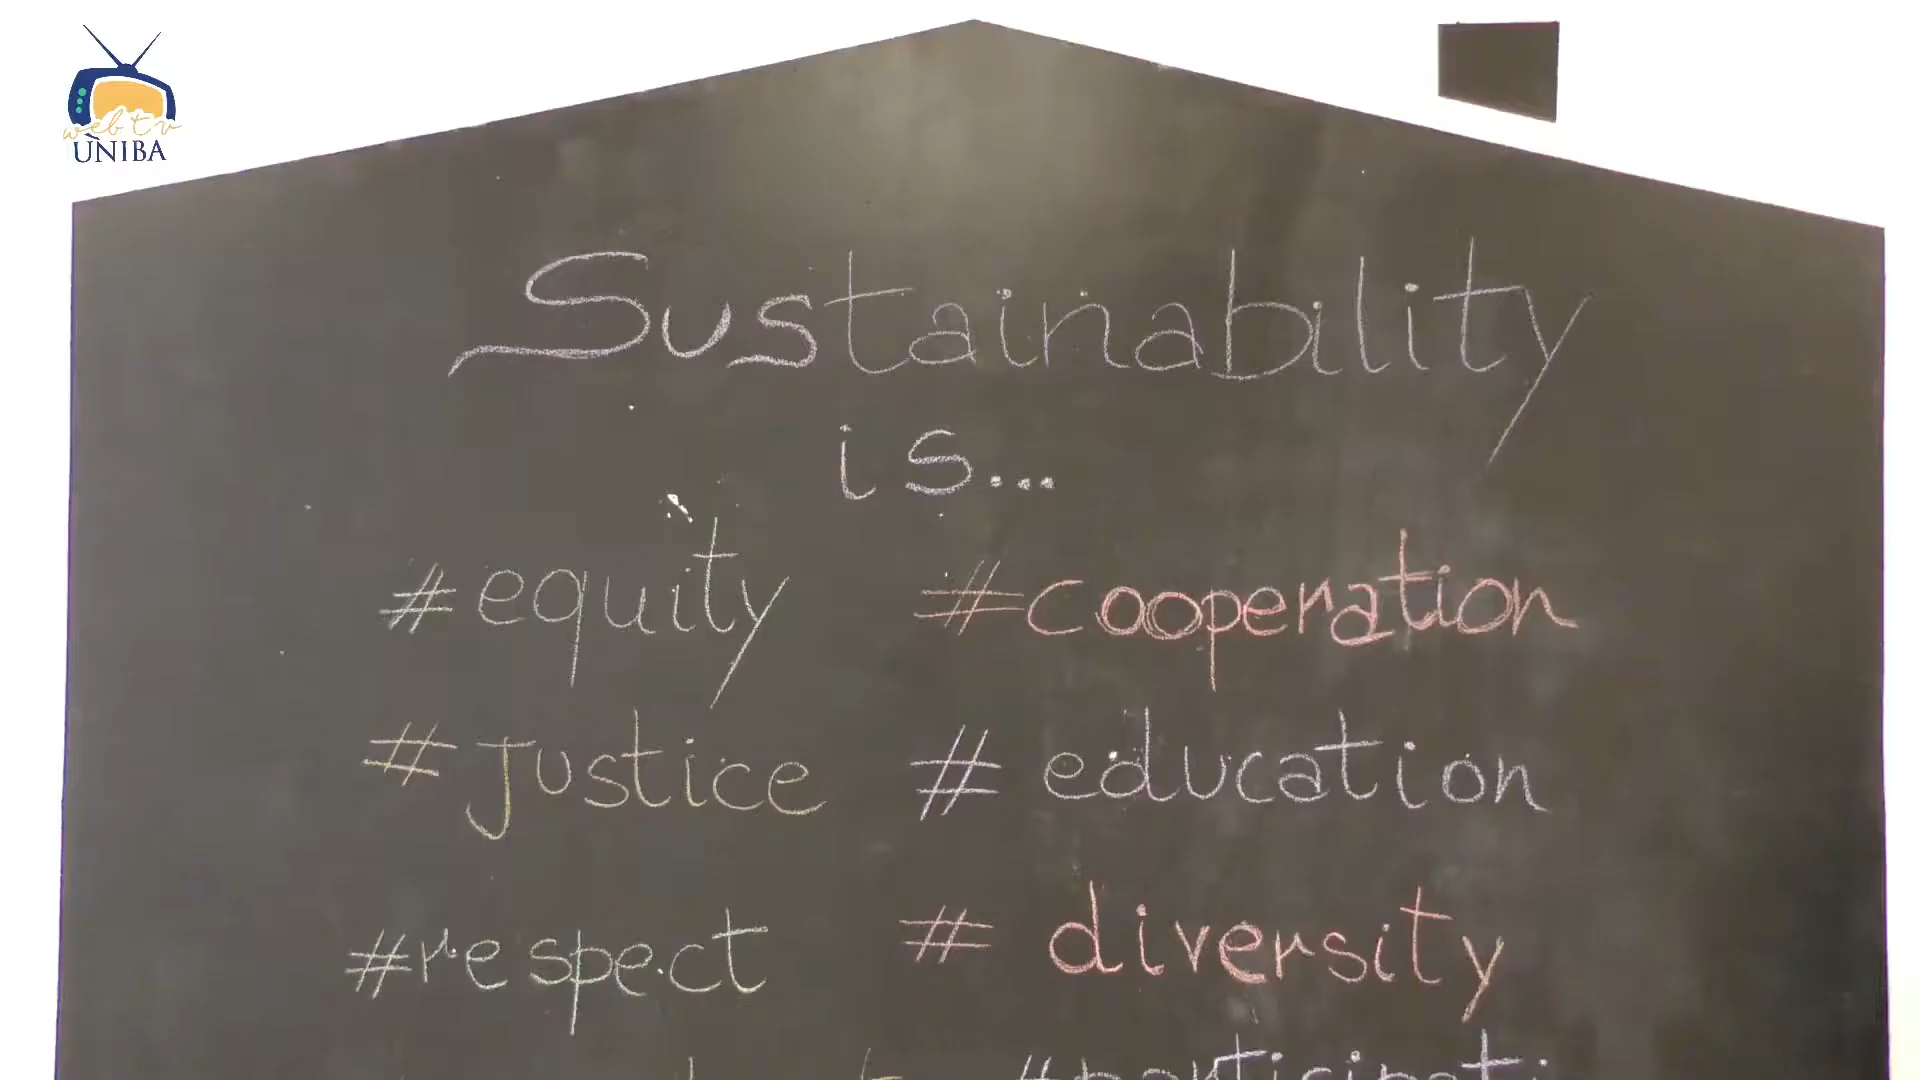 web tv
UNIBA
Sustainability
is...
#equity #cooperation
#justice # education
#respect # diversity